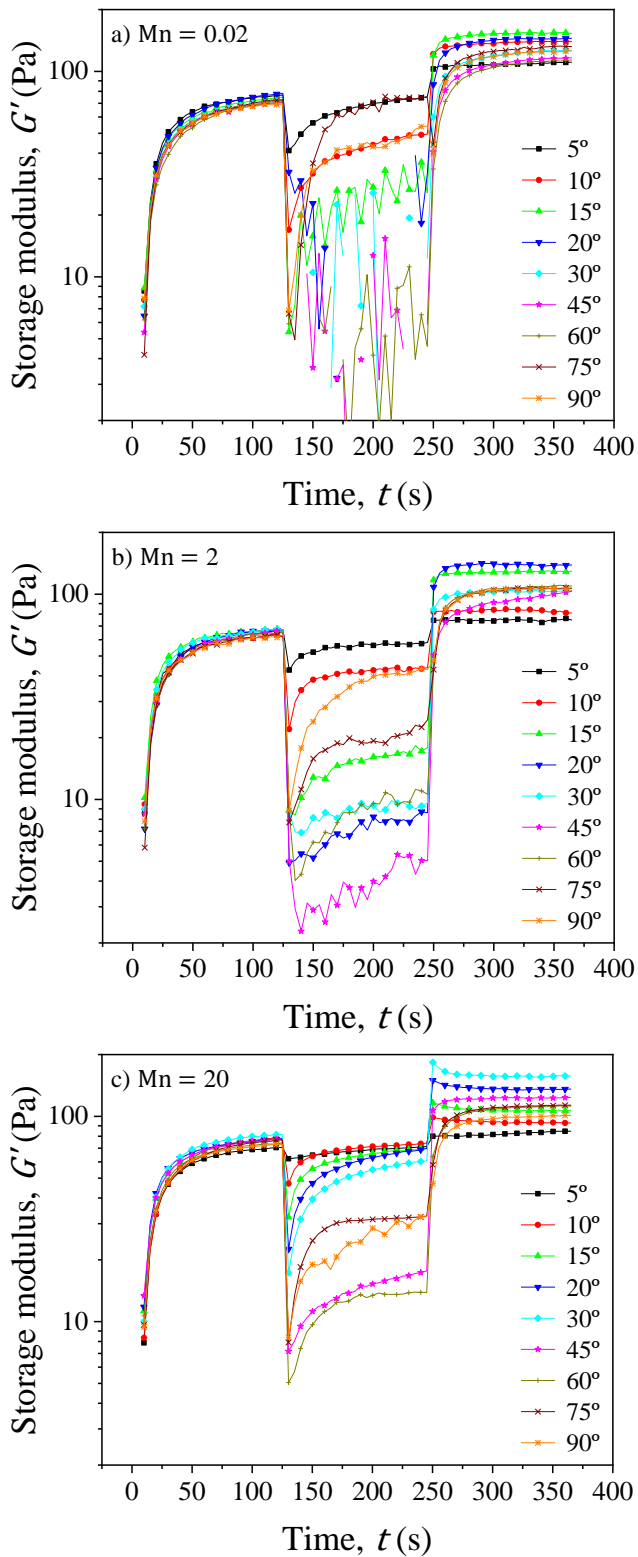 a) Mn = 0.02
100
10
Storage modulus, G′ (Pa)
5º
10º
15º
20º
30º
45º
60º
75º
90º
0 50 100 150 200 250 300 350 400
Time, t (s)
b) Mn = 2
100
10
Storage modulus, G′ (Pa)
5º
10º
15º
20º
30º
45º
60º
75º
90º
0 50 100 150 200 250 300 350 400
Time, t (s)
c) Mn = 20
100
10
Storage modulus, G′ (Pa)
5º
10º
15º
20º
30º
45º
60º
75º
90º
0 50 100 150 200 250 300 350 400
Time, t (s)